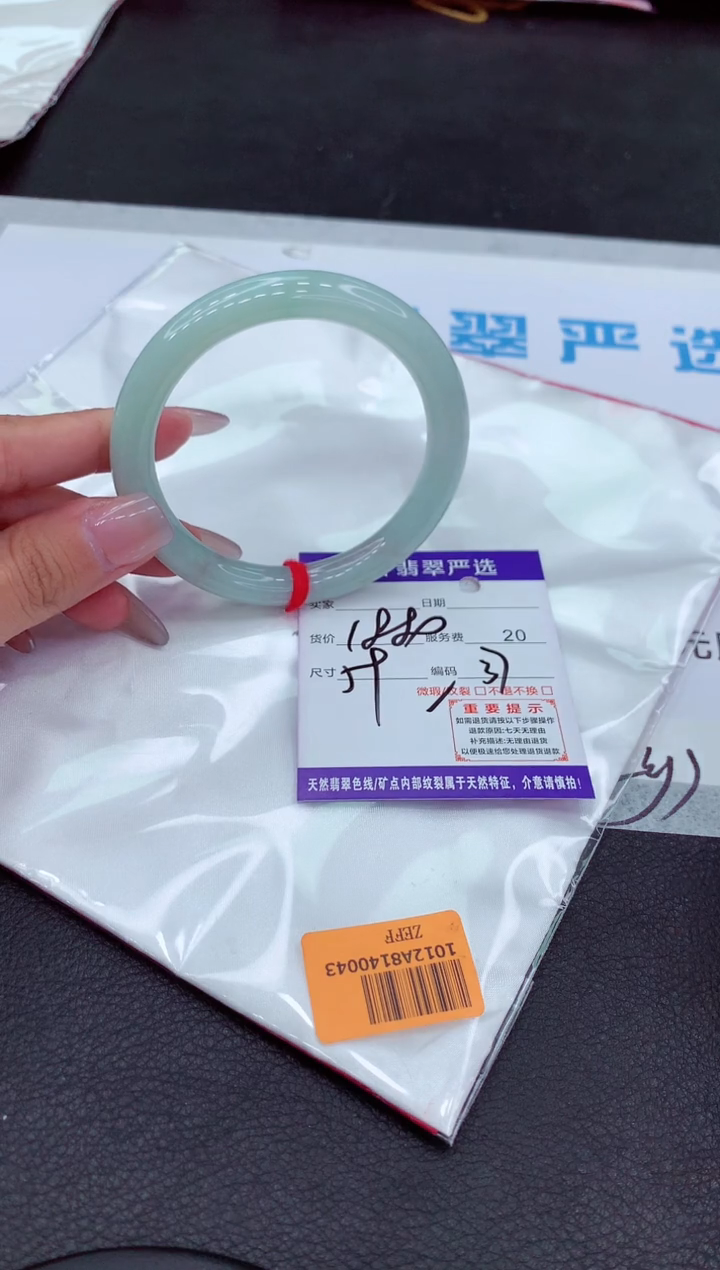 翠严选
翡翠严选
买家 日期
货价 1880 服务费 20
尺寸 编码
微瑕/纹裂 □ 不退不换 □
重要提示
如需退货请按以下步骤操作
退款原因:七天无理由
补充描述:无理由退货
以便极速给您处理退货退款
天然翡翠色线/矿点内部纹裂属于天然特征，介意请慎拍!
1012A8140043
ZEFF